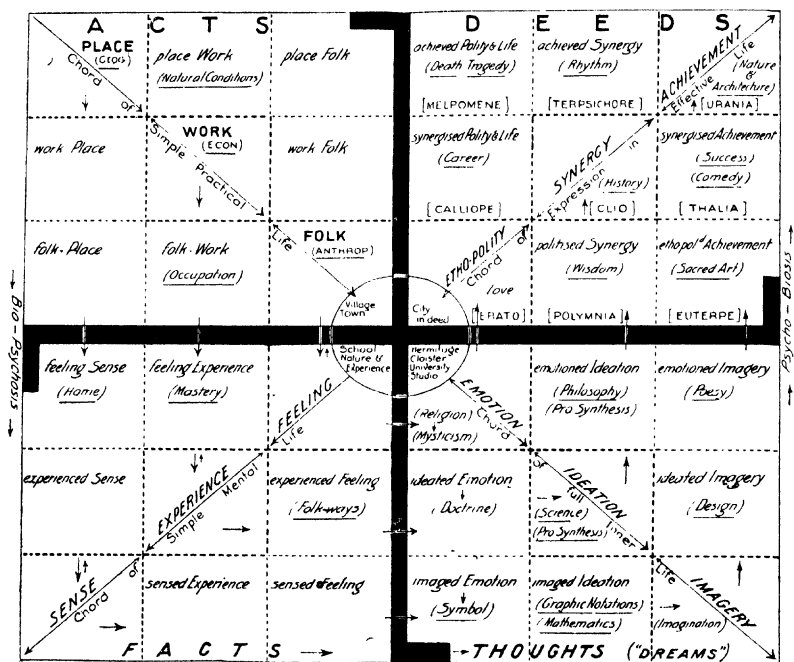 ACTS
PLACE
(GEOG)
place Work
(Natural Conditions)
place Folk
Chord of
Simple Practical
Life
work Place
WORK
(ECON)
work Folk
folk-Place
folk-Work
(Occupation)
FOLK
(ANTHROP)
DEEDS
achieved Polity & Life
(Death Tragedy)
[MELPOMENE]
achieved Synergy
(Rhythm)
[TERPSICHORE]
ACHIEVEMENT
Effective Life
(Nature
&
Architecture)
[URANIA]
synergised Polity & Life
(Career)
[CALLIOPE]
SYNERGY
Expression in
(History)
[CLIO]
synergised Achievement
(Success)
(Comedy)
[THALIA]
ETHO-POLITY
Chord of
love
[ERATO]
politised Synergy
(Wisdom)
[POLYMNIA]
ethopold Achievement
(Sacred Art)
[EUTERPE]
Village
Town
City
in deed
School
Nature &
Experience
Hermitage
Cloister
University
Studio
Bio-Psychosis
Psycho-Biosis
feeling Sense
(Home)
feeling Experience
(Mastery)
FEELING
Life
experienced Sense
EXPERIENCE
Simple Mental
experienced Feeling
(Folk-ways)
SENSE
Chord of
sensed Experience
sensed Feeling
FACTS
EMOTION
Chord
(Religion)
(Mysticism)
emotioned Ideation
(Philosophy)
(Pro Synthesis)
emotioned Imagery
(Poesy)
ideated Emotion
(Doctrine)
of
IDEATION
full Inner
(Science)
(Pro Synthesis)
ideated Imagery
(Design)
imaged Emotion
(Symbol)
imaged Ideation
(Graphic Notations)
(Mathematics)
Life
IMAGERY
(Imagination)
THOUGHTS ("DREAMS")